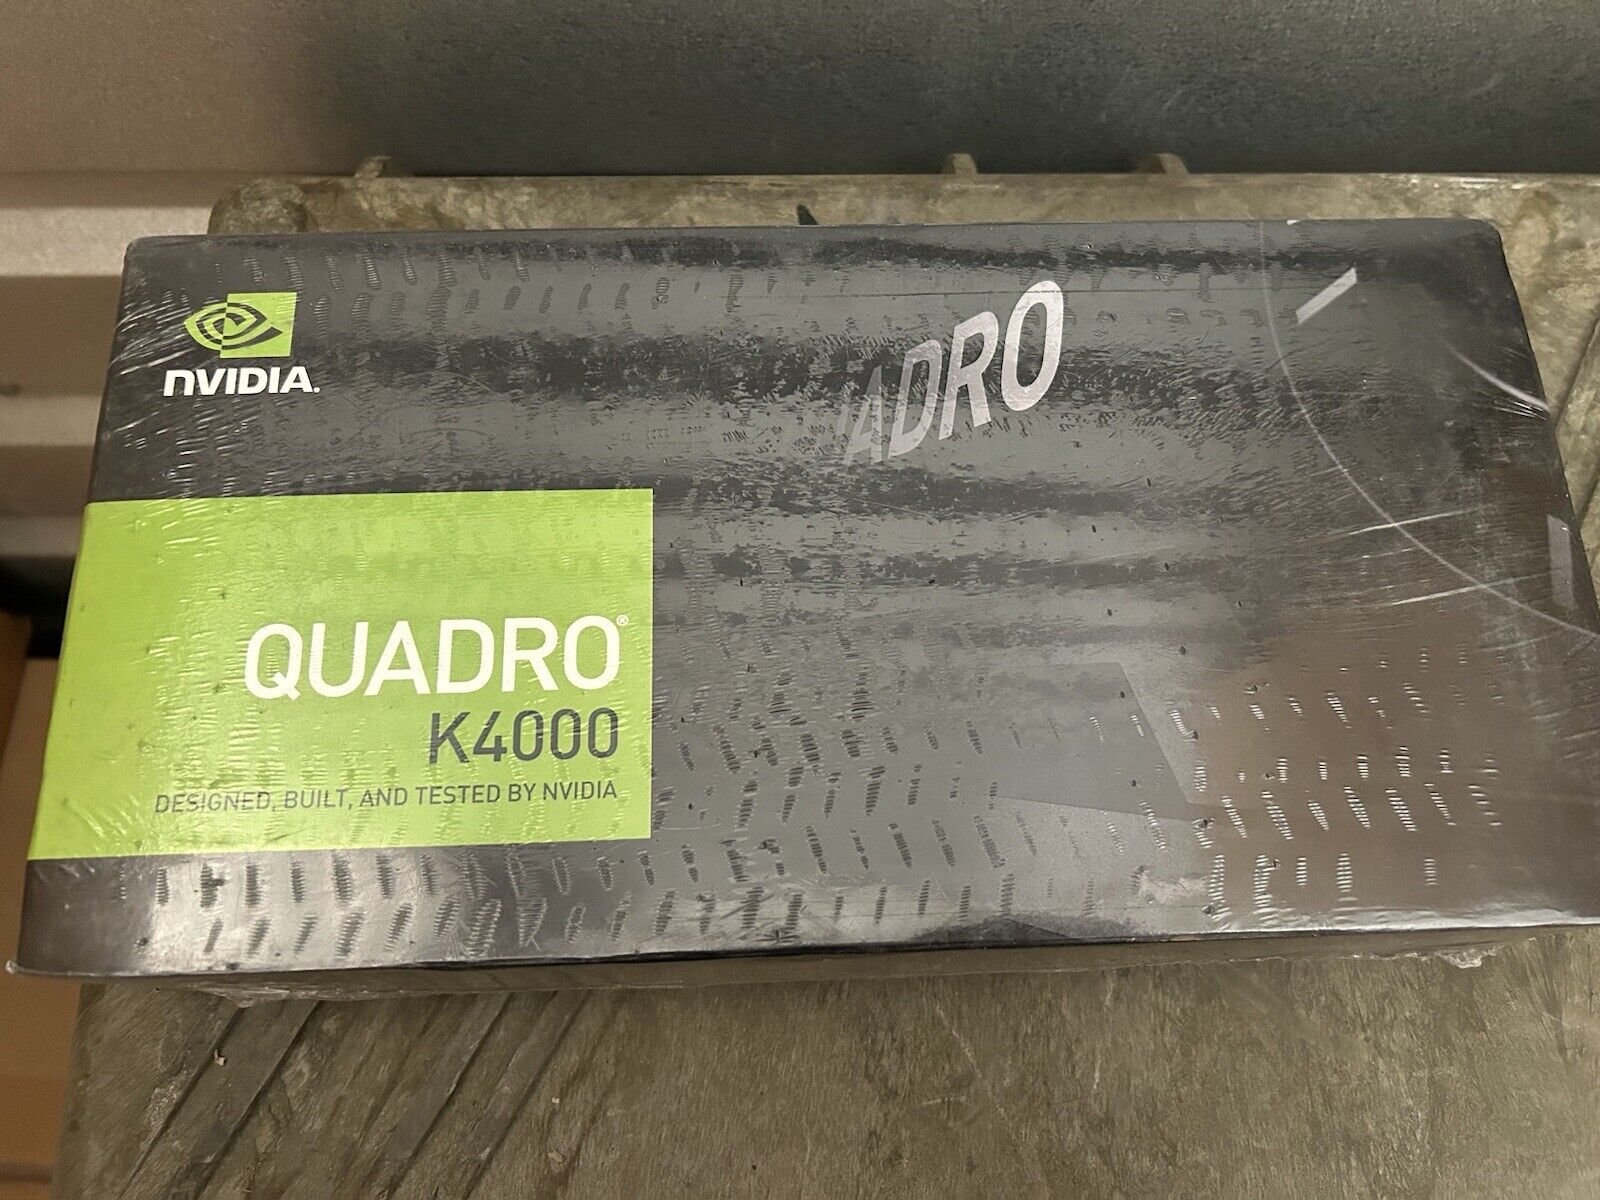 NVIDIA.
ADRO
QUADRO®
K4000
DESIGNED, BUILT, AND TESTED BY NVIDIA